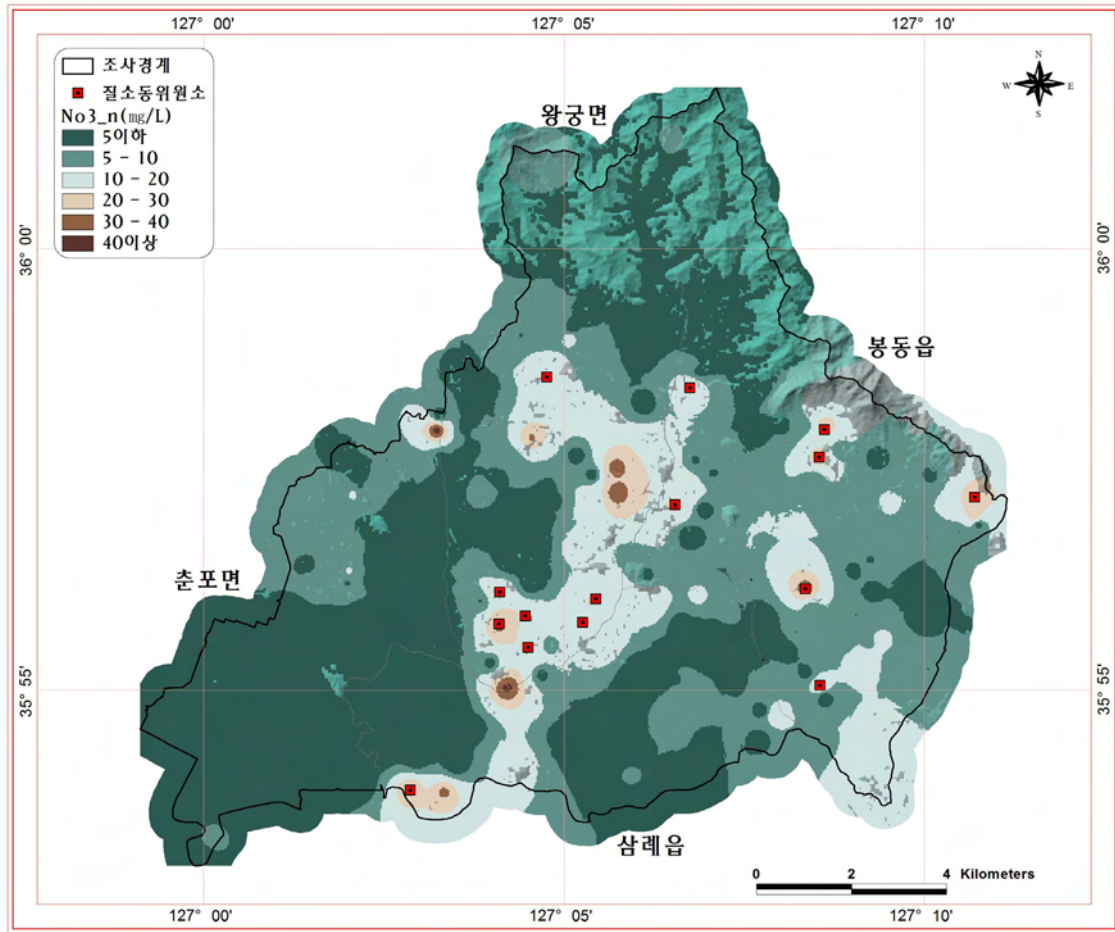 127° 00'
127° 05'
127° 10'
조사경계
질소동위원소
No3_n(㎎/L)
5이하
5 - 10
10 - 20
20 - 30
30 - 40
40이상
N
W
E
S
왕궁면
36° 00'
36° 00'
봉동읍
춘포면
35° 55'
35° 55'
삼례읍
0
2
4 Kilometers
127° 00'
127° 05'
127° 10'